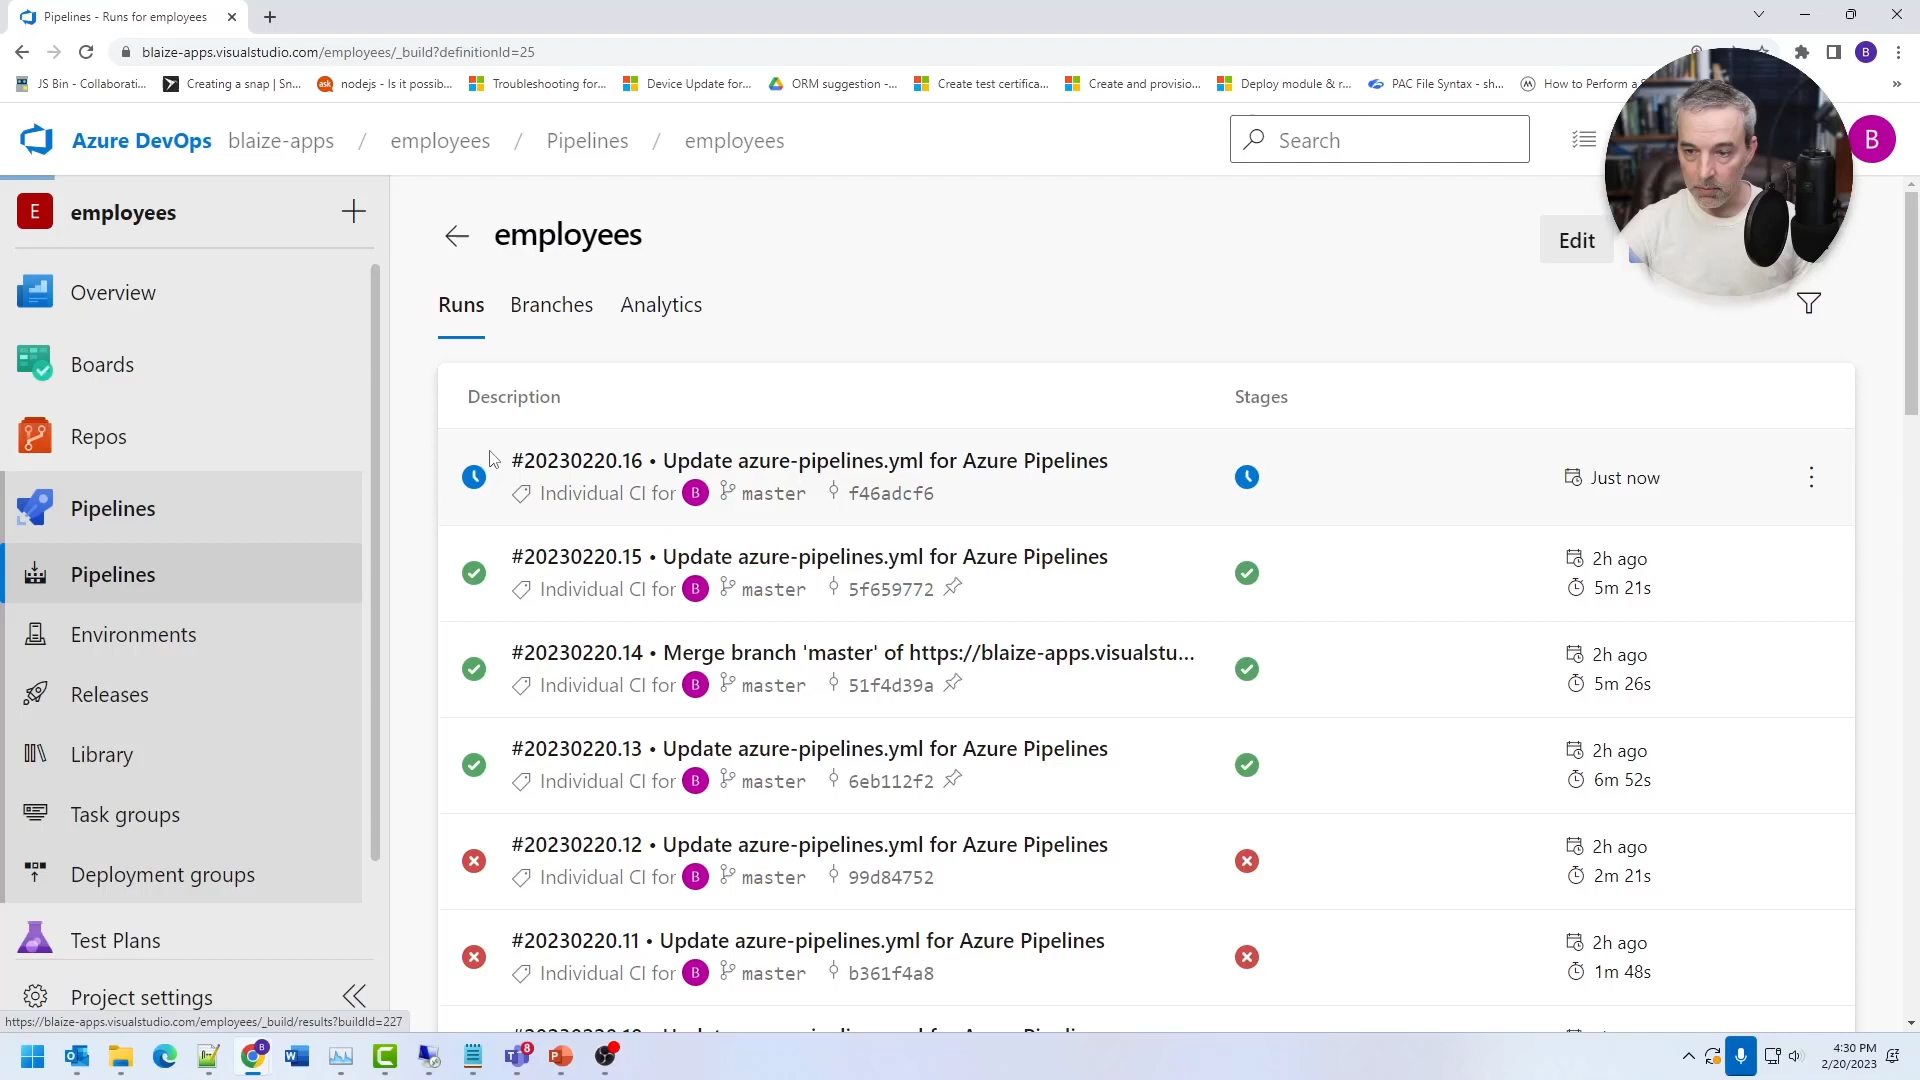 Pipelines - Runs for employees
blaize-apps.visualstudio.com/employees/_build?definitionId=25
B
JS Bin - Collaborati...
Creating a snap | Sn...
ask
nodejs - Is it possib...
Troubleshooting for...
Device Update for...
ORM suggestion -...
Create test certifica...
Create and provisio...
Deploy module & r...
PAC File Syntax - sh...
How to Perform a
»
Azure DevOps blaize-apps / employees / Pipelines / employees
Search
B
E employees
Overview
Boards
Repos
Pipelines
Pipelines
Environments
Releases
Library
Task groups
Deployment groups
Test Plans
Project settings
https://blaize-apps.visualstudio.com/employees/_build/results?buildId=227
employees
Edit
Runs Branches Analytics
Description Stages
#20230220.16 • Update azure-pipelines.yml for Azure Pipelines
Individual CI for B master f46adcf6
Just now
#20230220.15 • Update azure-pipelines.yml for Azure Pipelines
Individual CI for B master 5f659772
2h ago
5m 21s
#20230220.14 • Merge branch 'master' of https://blaize-apps.visualstu...
Individual CI for B master 51f4d39a
2h ago
5m 26s
#20230220.13 • Update azure-pipelines.yml for Azure Pipelines
Individual CI for B master 6eb112f2
2h ago
6m 52s
#20230220.12 • Update azure-pipelines.yml for Azure Pipelines
Individual CI for B master 99d84752
2h ago
2m 21s
#20230220.11 • Update azure-pipelines.yml for Azure Pipelines
Individual CI for B master b361f4a8
2h ago
1m 48s
B
8
4:30 PM
2/20/2023